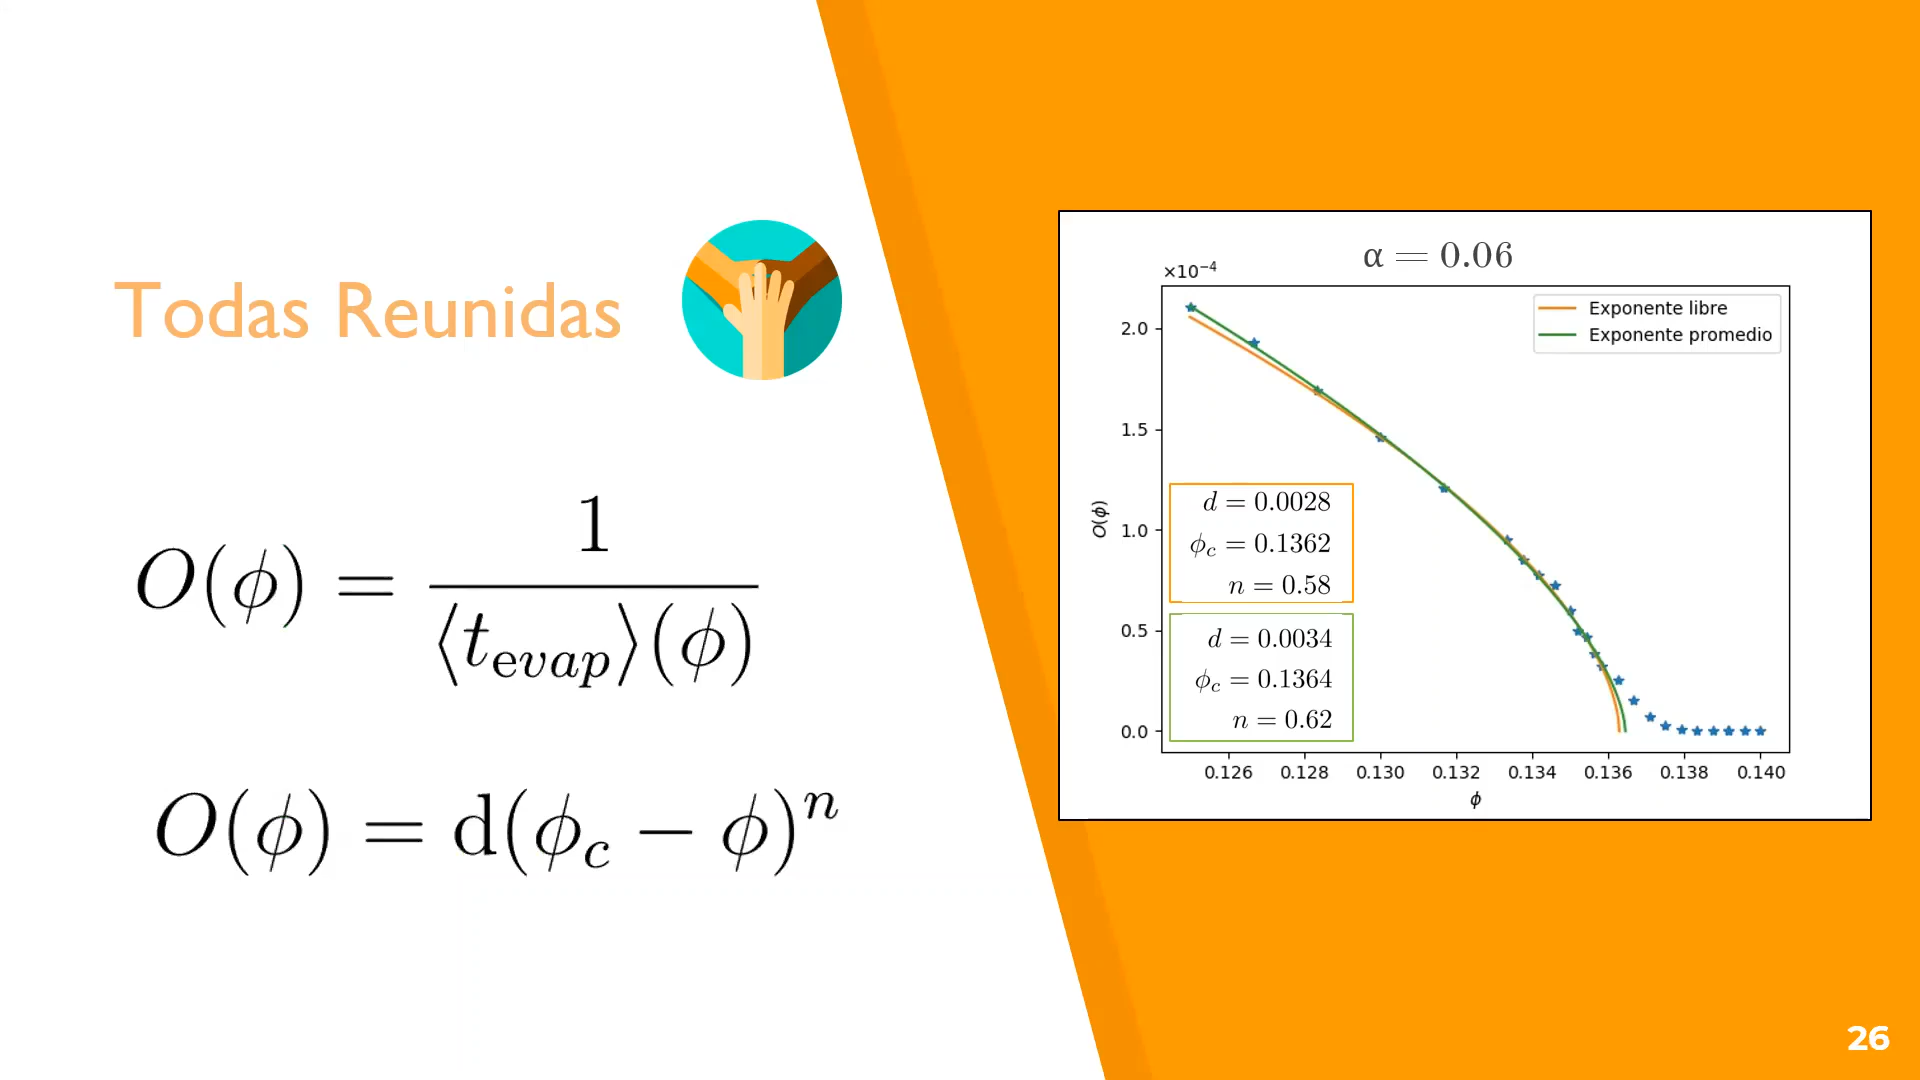 Todas Reunidas
O(ϕ) = 1 / ⟨t_evap⟩(ϕ)
O(ϕ) = d(ϕ_c − ϕ)^n
α = 0.06
×10⁻⁴
Exponente libre
Exponente promedio
2.0
1.5
1.0
0.5
0.0
O(ϕ)
d = 0.0028
ϕ_c = 0.1362
n = 0.58
d = 0.0034
ϕ_c = 0.1364
n = 0.62
0.126 0.128 0.130 0.132 0.134 0.136 0.138 0.140
ϕ
26